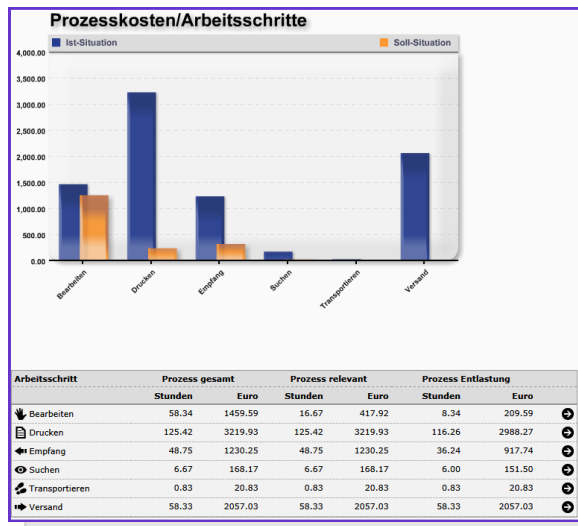 Prozesskosten/Arbeitsschritte
Ist-Situation Soll-Situation
4,000.00
3,500.00
3,000.00
2,500.00
2,000.00
1,500.00
1,000.00
500.00
0.00
Bearbeiten
Drucken
Empfang
Suchen
Transportieren
Versand
Arbeitsschritt Prozess gesamt Prozess relevant Prozess Entlastung
Stunden Euro Stunden Euro Stunden Euro
Bearbeiten 58.34 1459.59 16.67 417.92 8.34 209.59
Drucken 125.42 3219.93 125.42 3219.93 116.26 2988.27
Empfang 48.75 1230.25 48.75 1230.25 36.24 917.74
Suchen 6.67 168.17 6.67 168.17 6.00 151.50
Transportieren 0.83 20.83 0.83 20.83 0.83 20.83
Versand 58.33 2057.03 58.33 2057.03 58.33 2057.03